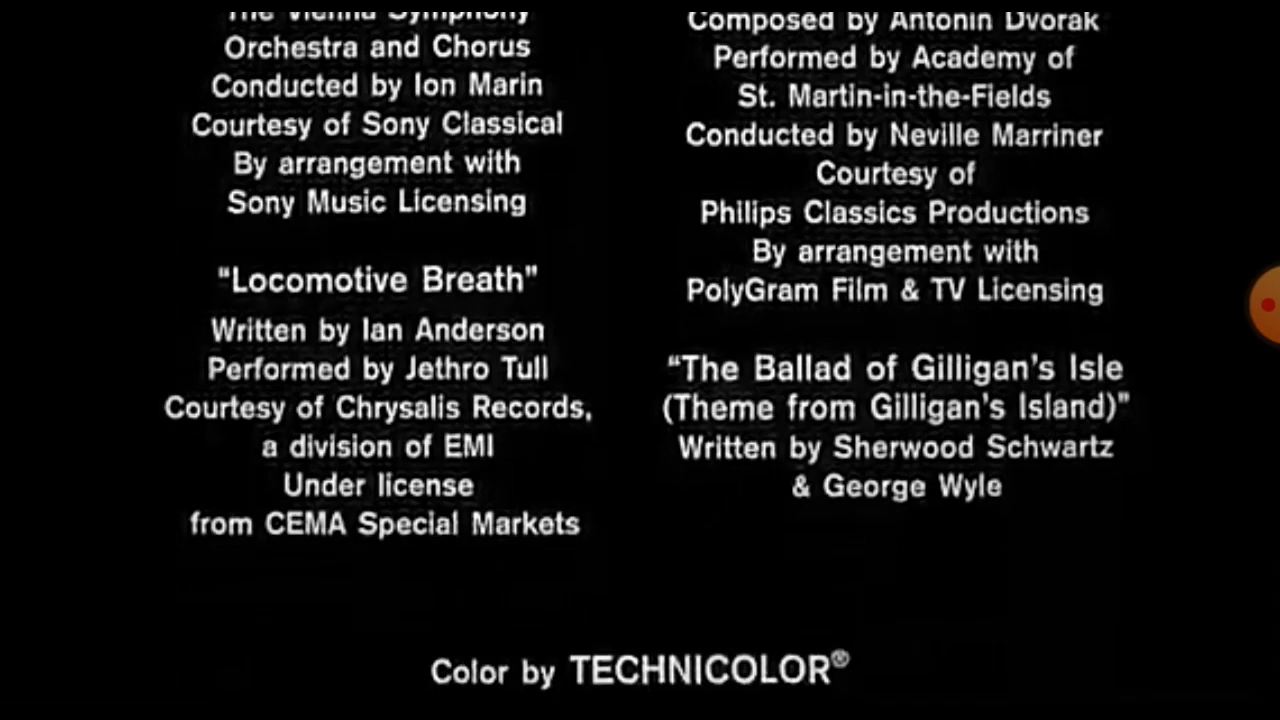 The Vienna Symphony
Orchestra and Chorus
Conducted by Ion Marin
Courtesy of Sony Classical
By arrangement with
Sony Music Licensing
"Locomotive Breath"
Written by Ian Anderson
Performed by Jethro Tull
Courtesy of Chrysalis Records,
a division of EMI
Under license
from CEMA Special Markets
Composed by Antonin Dvorak
Performed by Academy of
St. Martin-in-the-Fields
Conducted by Neville Marriner
Courtesy of
Philips Classics Productions
By arrangement with
PolyGram Film & TV Licensing
"The Ballad of Gilligan's Isle
(Theme from Gilligan's Island)"
Written by Sherwood Schwartz
& George Wyle
Color by TECHNICOLOR®